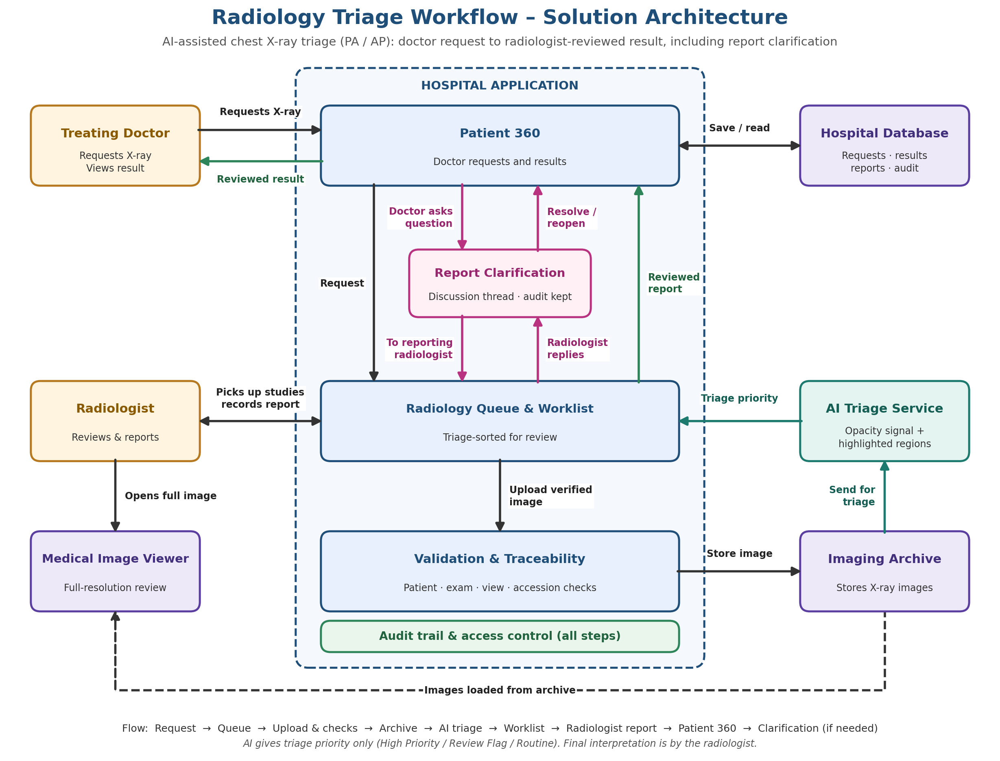 Radiology Triage Workflow – Solution Architecture
AI-assisted chest X-ray triage (PA / AP): doctor request to radiologist-reviewed result, including report clarification
HOSPITAL APPLICATION
Treating Doctor
Requests X-ray
Views result
Requests X-ray
Reviewed result
Patient 360
Doctor requests and results
Save / read
Hospital Database
Requests · results
reports · audit
Doctor asks
question
Resolve /
reopen
Request
Report Clarification
Discussion thread · audit kept
Reviewed
report
To reporting
radiologist
Radiologist
replies
Radiologist
Reviews & reports
Picks up studies
records report
Radiology Queue & Worklist
Triage-sorted for review
Triage priority
AI Triage Service
Opacity signal +
highlighted regions
Opens full image
Upload verified
image
Send for
triage
Medical Image Viewer
Full-resolution review
Validation & Traceability
Patient · exam · view · accession checks
Store image
Imaging Archive
Stores X-ray images
Audit trail & access control (all steps)
Images loaded from archive
Flow: Request → Queue → Upload & checks → Archive → AI triage → Worklist → Radiologist report → Patient 360 → Clarification (if needed)
AI gives triage priority only (High Priority / Review Flag / Routine). Final interpretation is by the radiologist.